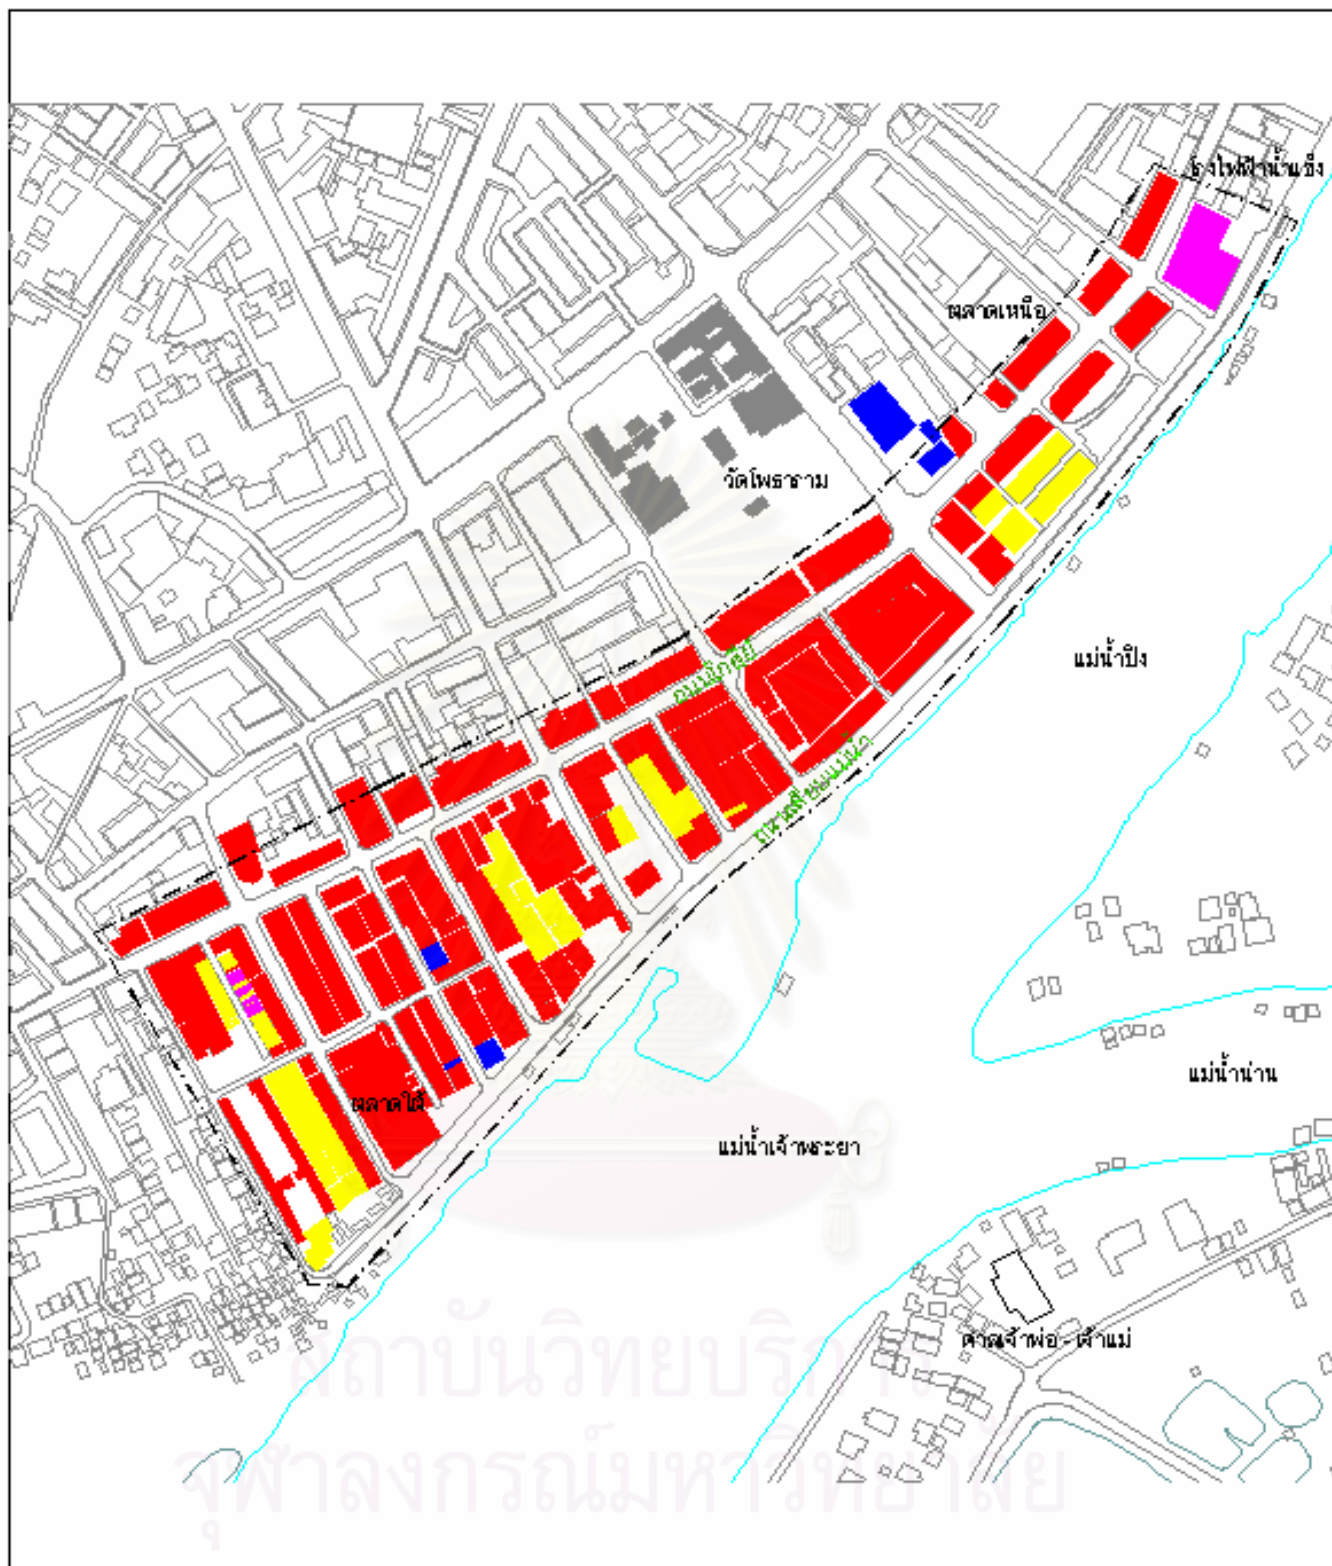 โรงไฟฟ้าน้ำแข็ง
ตลาดเหนือ
วัดโพธาราม
แม่น้ำปิง
ถนนโกสีย์
ถนนเลียบแม่น้ำ
แม่น้ำน่าน
ตลาดใต้
แม่น้ำเจ้าพระยา
ศาลเจ้าพ่อ - เจ้าแม่
สถาบันวิทยบริการ
จุฬาลงกรณ์มหาวิทยาลัย